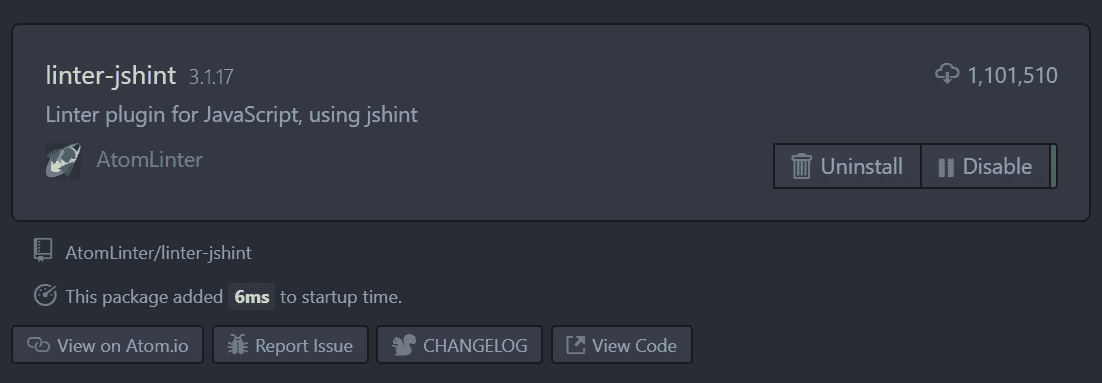 linter-jshint 3.1.17 1,101,510
Linter plugin for JavaScript, using jshint
AtomLinter
Uninstall Disable
AtomLinter/linter-jshint
This package added 6ms to startup time.
View on Atom.io Report Issue CHANGELOG View Code